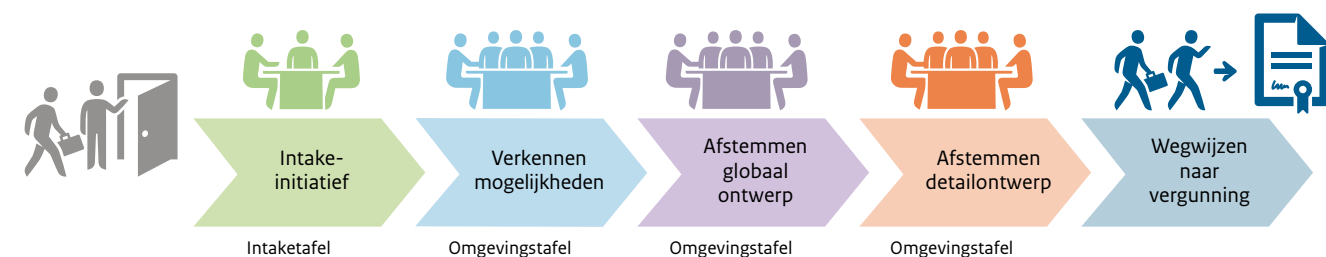 Intake-
initiatief
Verkennen
mogelijkheden
Afstemmen
globaal
ontwerp
Afstemmen
detailontwerp
Wegwijzen
naar
vergunning
Intaketafel
Omgevingstafel
Omgevingstafel
Omgevingstafel